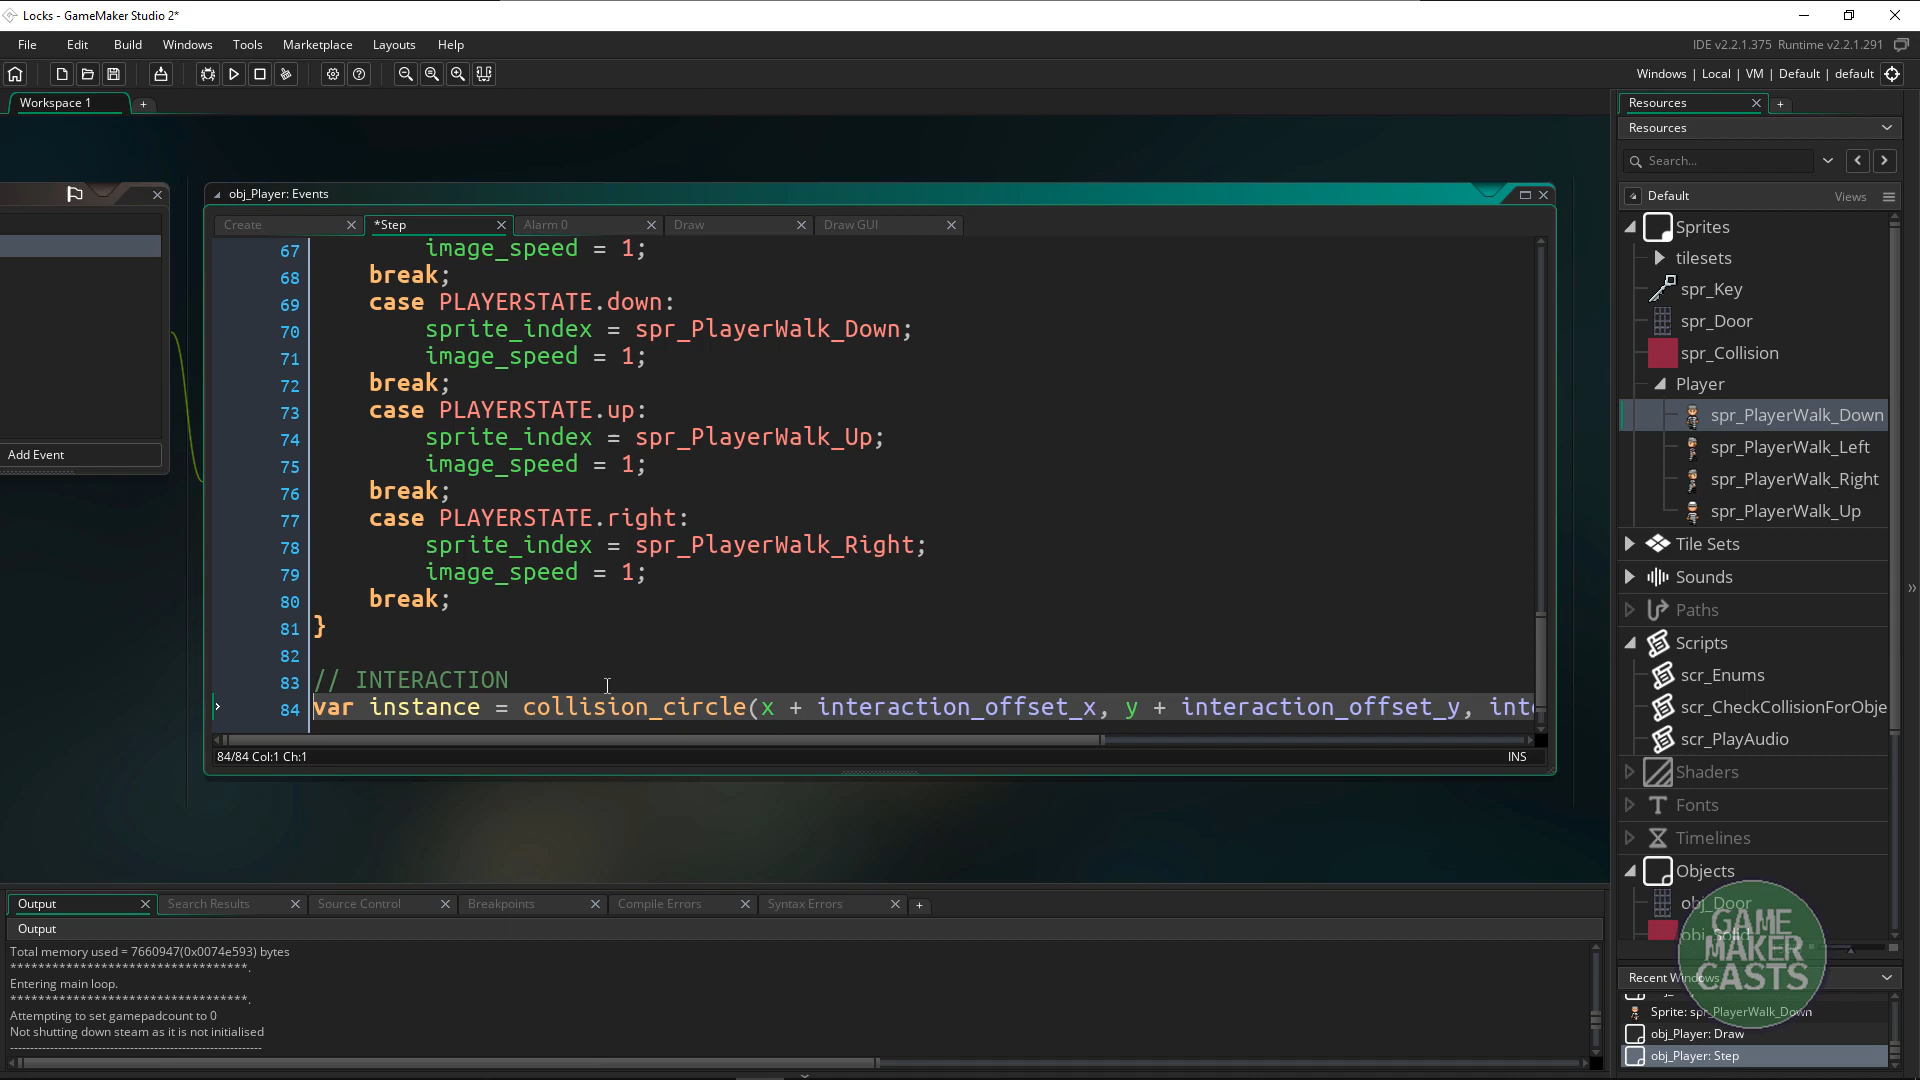 Locks - GameMaker Studio 2*
File Edit Build Windows Tools Marketplace Layouts Help
IDE v2.2.1.375 Runtime v2.2.1.291
Windows | Local | VM | Default | default
Workspace 1
Resources
Resources
Search...
Default Views
Sprites
tilesets
spr_Key
spr_Door
spr_Collision
Player
spr_PlayerWalk_Down
spr_PlayerWalk_Left
spr_PlayerWalk_Right
spr_PlayerWalk_Up
Tile Sets
Sounds
Paths
Scripts
scr_Enums
scr_CheckCollisionForObje
scr_PlayAudio
Shaders
Fonts
Timelines
Objects
obj_Door
obj_Solid
Recent Windows
Sprite: spr_PlayerWalk_Down
obj_Player: Draw
obj_Player: Step
GAME
MAKER
CASTS
Add Event
obj_Player: Events
Create *Step Alarm 0 Draw Draw GUI
67 image_speed = 1;
68 break;
69 case PLAYERSTATE.down:
70 sprite_index = spr_PlayerWalk_Down;
71 image_speed = 1;
72 break;
73 case PLAYERSTATE.up:
74 sprite_index = spr_PlayerWalk_Up;
75 image_speed = 1;
76 break;
77 case PLAYERSTATE.right:
78 sprite_index = spr_PlayerWalk_Right;
79 image_speed = 1;
80 break;
81 }
82
83 // INTERACTION
84 var instance = collision_circle(x + interaction_offset_x, y + interaction_offset_y, inte
84/84 Col:1 Ch:1 INS
Output Search Results Source Control Breakpoints Compile Errors Syntax Errors
Output
Total memory used = 7660947(0x0074e593) bytes
**********************************.
Entering main loop.
**********************************.
Attempting to set gamepadcount to 0
Not shutting down steam as it is not initialised